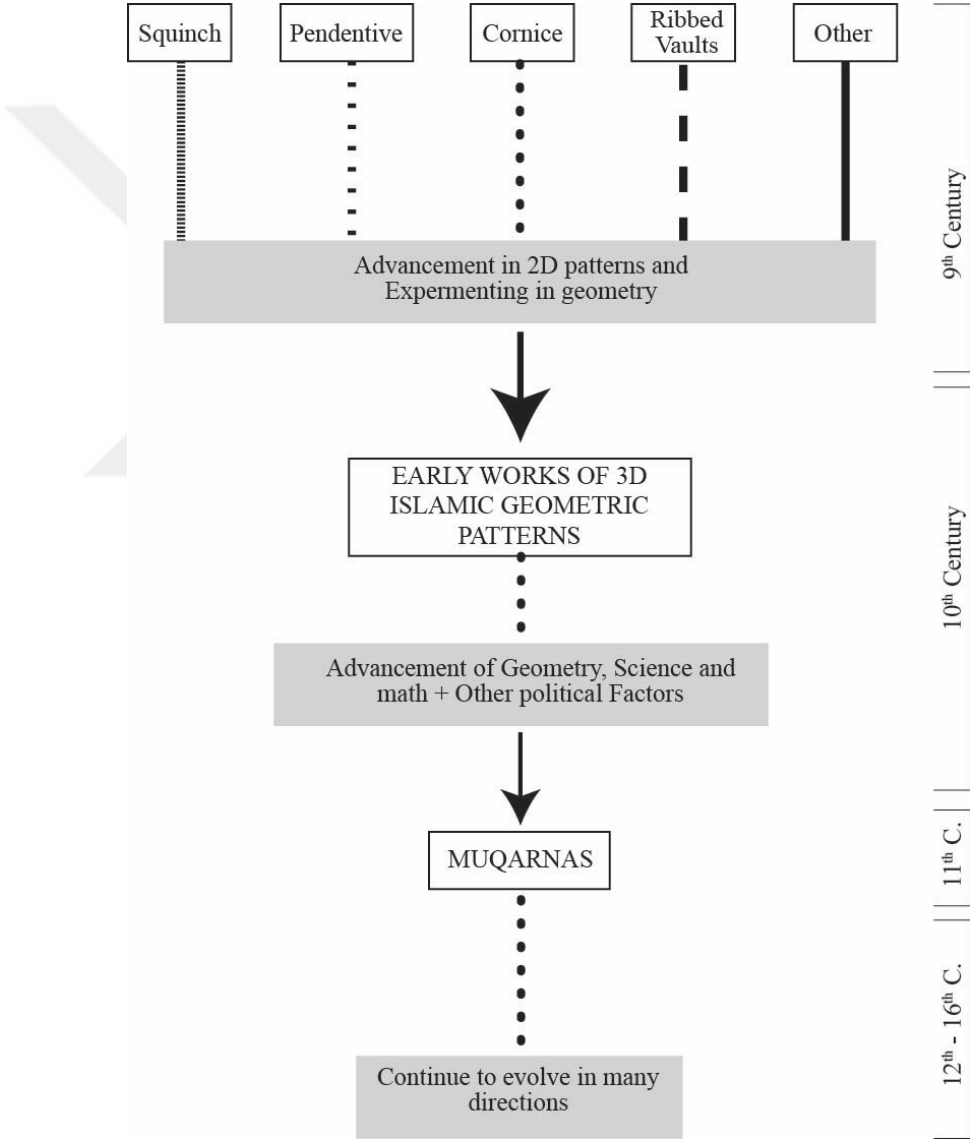 Squinch
Pendentive
Cornice
Ribbed
Vaults
Other
Advancement in 2D patterns and
Expermenting in geometry
9th Century
EARLY WORKS OF 3D
ISLAMIC GEOMETRIC
PATTERNS
10th Century
Advancement of Geometry, Science and
math + Other political Factors
MUQARNAS
11th C.
Continue to evolve in many
directions
12th - 16th C.